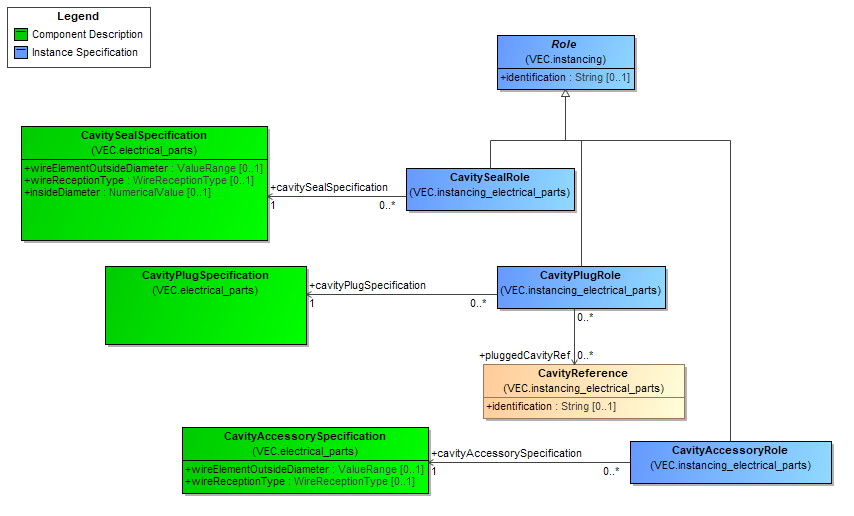 Legend
Component Description
Instance Specification
Role
(VEC.instancing)
+identification : String [0..1]
CavitySealSpecification
(VEC.electrical_parts)
+wireElementOutsideDiameter : ValueRange [0..1]
+wireReceptionType : WireReceptionType [0..1]
+insideDiameter : NumericalValue [0..1]
+cavitySealSpecification
1
0..*
CavitySealRole
(VEC.instancing_electrical_parts)
CavityPlugSpecification
(VEC.electrical_parts)
+cavityPlugSpecification
1
0..*
CavityPlugRole
(VEC.instancing_electrical_parts)
0..*
+pluggedCavityRef
0..*
CavityReference
(VEC.instancing_electrical_parts)
+identification : String [0..1]
CavityAccessorySpecification
(VEC.electrical_parts)
+wireElementOutsideDiameter : ValueRange [0..1]
+wireReceptionType : WireReceptionType [0..1]
+cavityAccessorySpecification
1
0..*
CavityAccessoryRole
(VEC.instancing_electrical_parts)